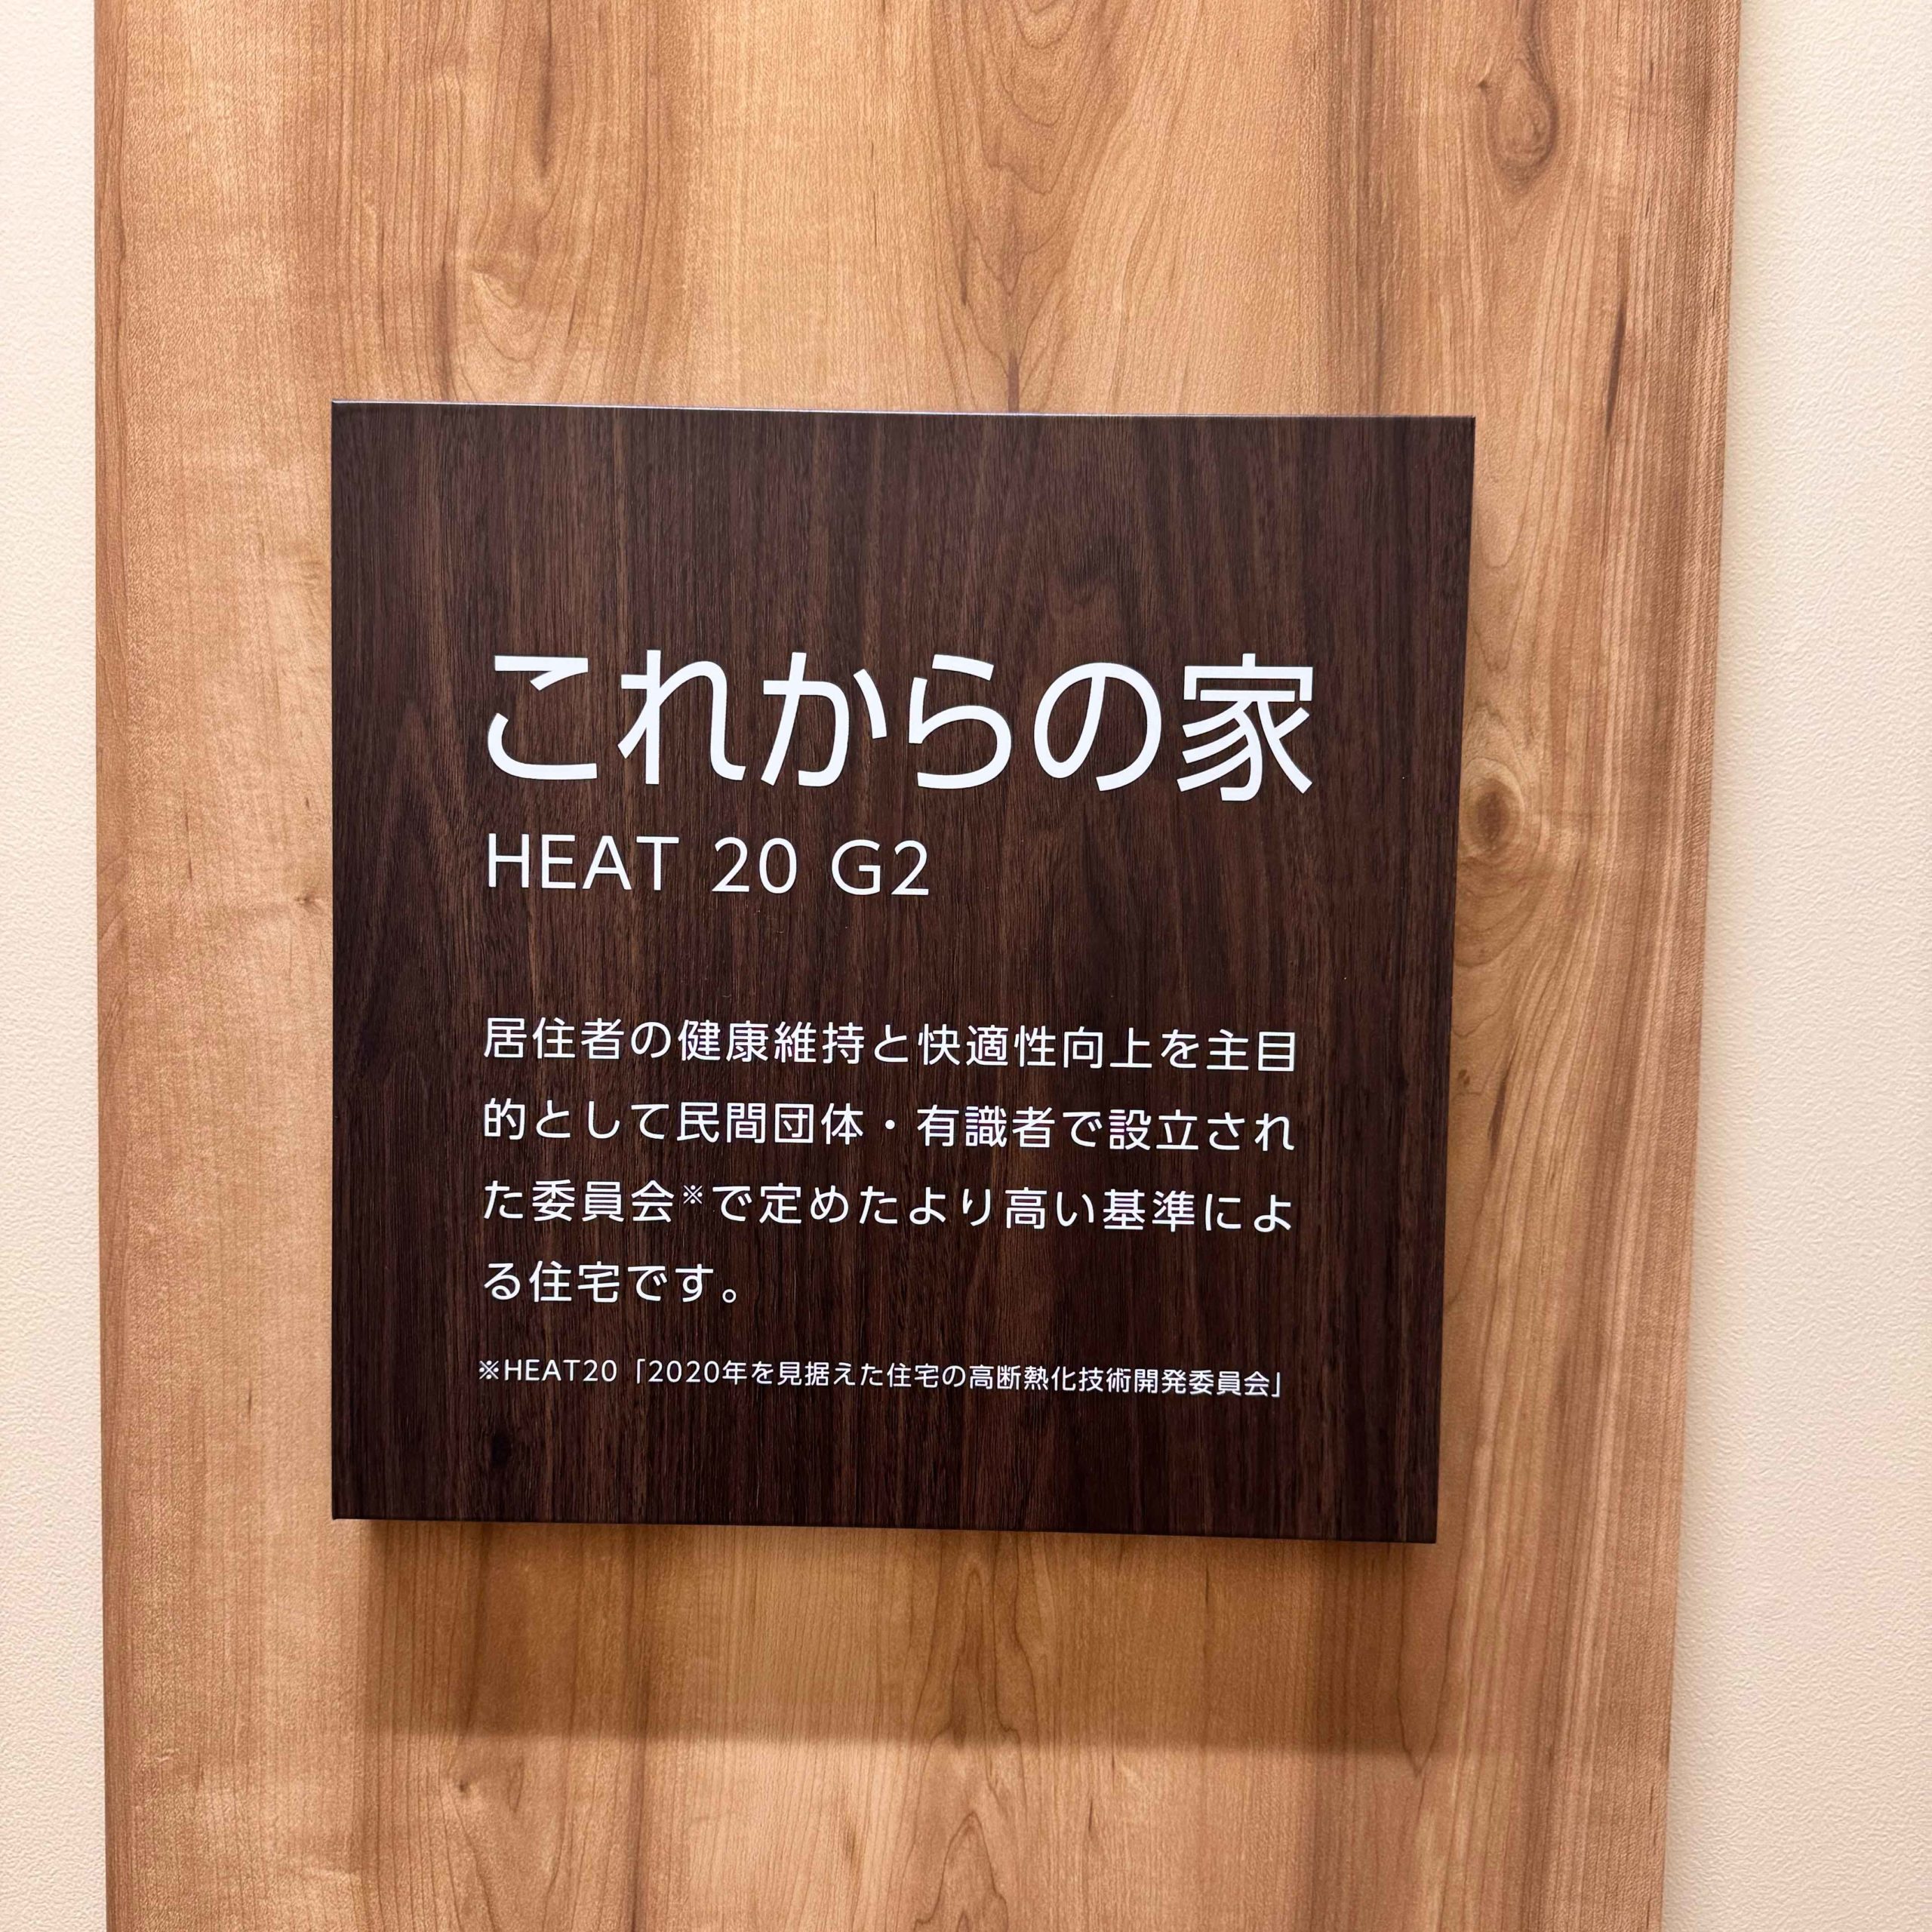 これからの家
HEAT 20 G2
居住者の健康維持と快適性向上を主目
的として民間団体・有識者で設立され
た委員会※で定めたより高い基準によ
る住宅です。
※HEAT20「2020年を見据えた住宅の高断熱化技術開発委員会」